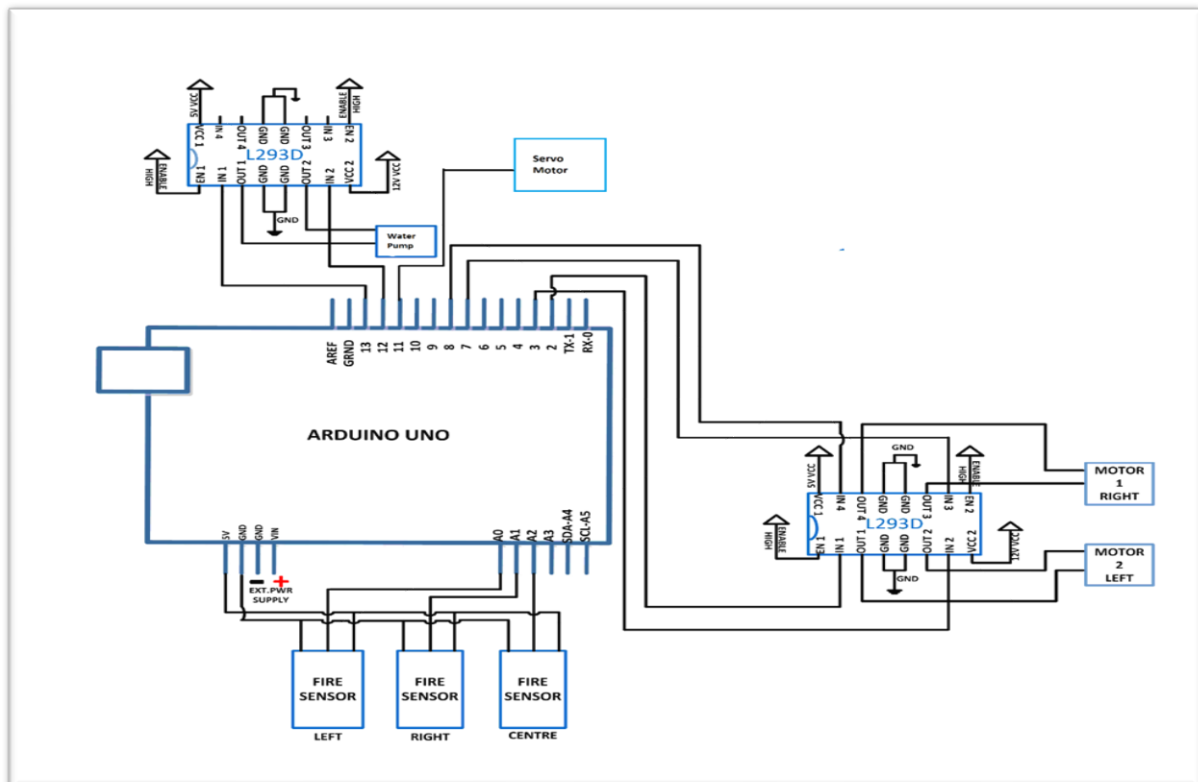 5V VCC
ENABLE
HIGH
VCC 1
IN 4
OUT 4
GND
GND
OUT 3
IN 3
EN 2
L293D
EN 1
IN 1
OUT 1
GND
GND
OUT 2
IN 2
VCC 2
ENABLE
HIGH
12V VCC
GND
Servo
Motor
Water
Pump
AREF
GRND
13
12
11
10
9
8
7
6
5
4
3
2
TX-1
RX-0
ARDUINO UNO
5V
GND
GND
VIN
A0
A1
A2
A3
SDA-A4
SCL-A5
− +
EXT.PWR
SUPPLY
FIRE
SENSOR
LEFT
FIRE
SENSOR
RIGHT
FIRE
SENSOR
CENTRE
5V VCC
GND
ENABLE
HIGH
VCC 1
IN 4
OUT 4
GND
GND
OUT 3
IN 3
EN 2
L293D
EN 1
IN 1
OUT 1
GND
GND
OUT 2
IN 2
VCC 2
ENABLE
HIGH
12V VCC
GND
MOTOR
1
RIGHT
MOTOR
2
LEFT